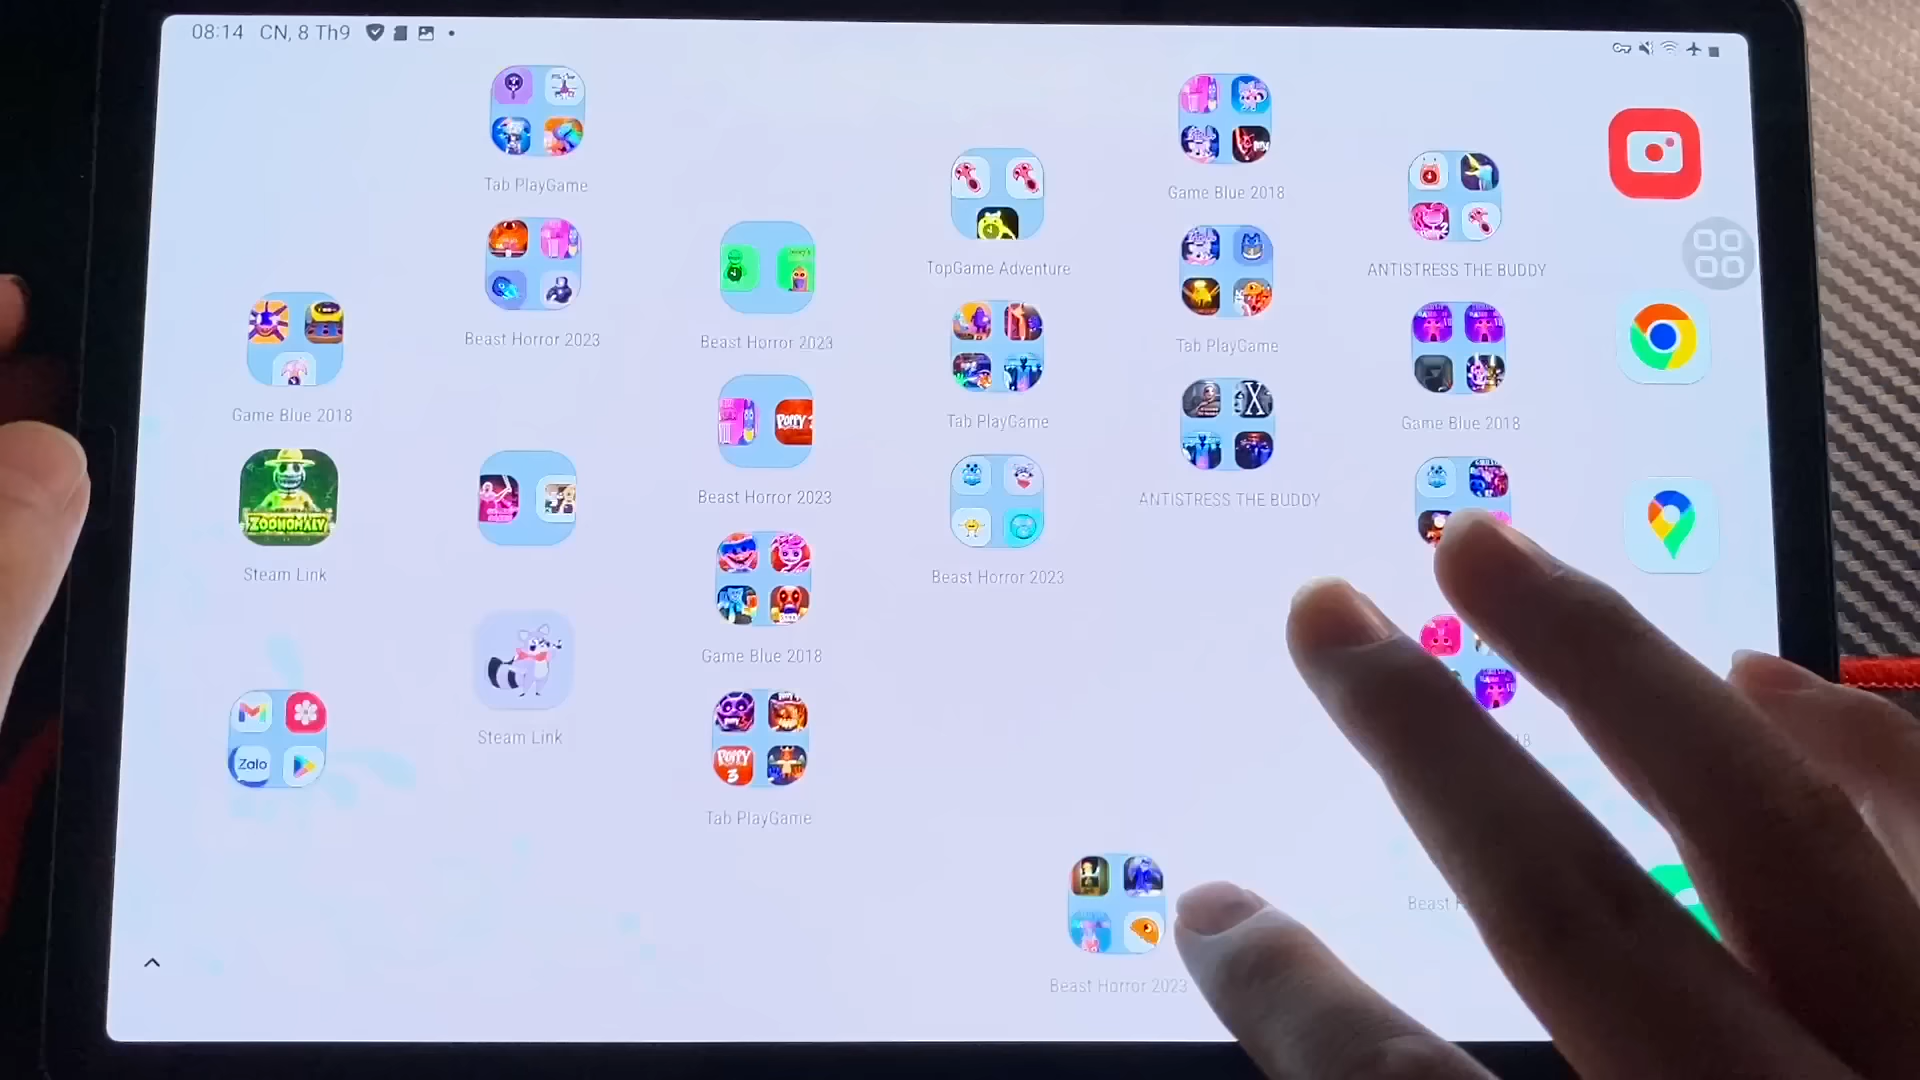 08:14 CN, 8 Th9
Tab PlayGame
Game Blue 2018
TopGame Adventure
ANTISTRESS THE BUDDY
Beast Horror 2023
Beast Horror 2023
Tab PlayGame
Game Blue 2018
Tab PlayGame
Game Blue 2018
POPPY
Beast Horror 2023
X
ANTISTRESS THE BUDDY
ZOONOMALY
Steam Link
Beast Horror 2023
Game Blue 2018
Steam Link
Zalo
POPPY
3
Tab PlayGame
18
Beast
Beast Horror 2023